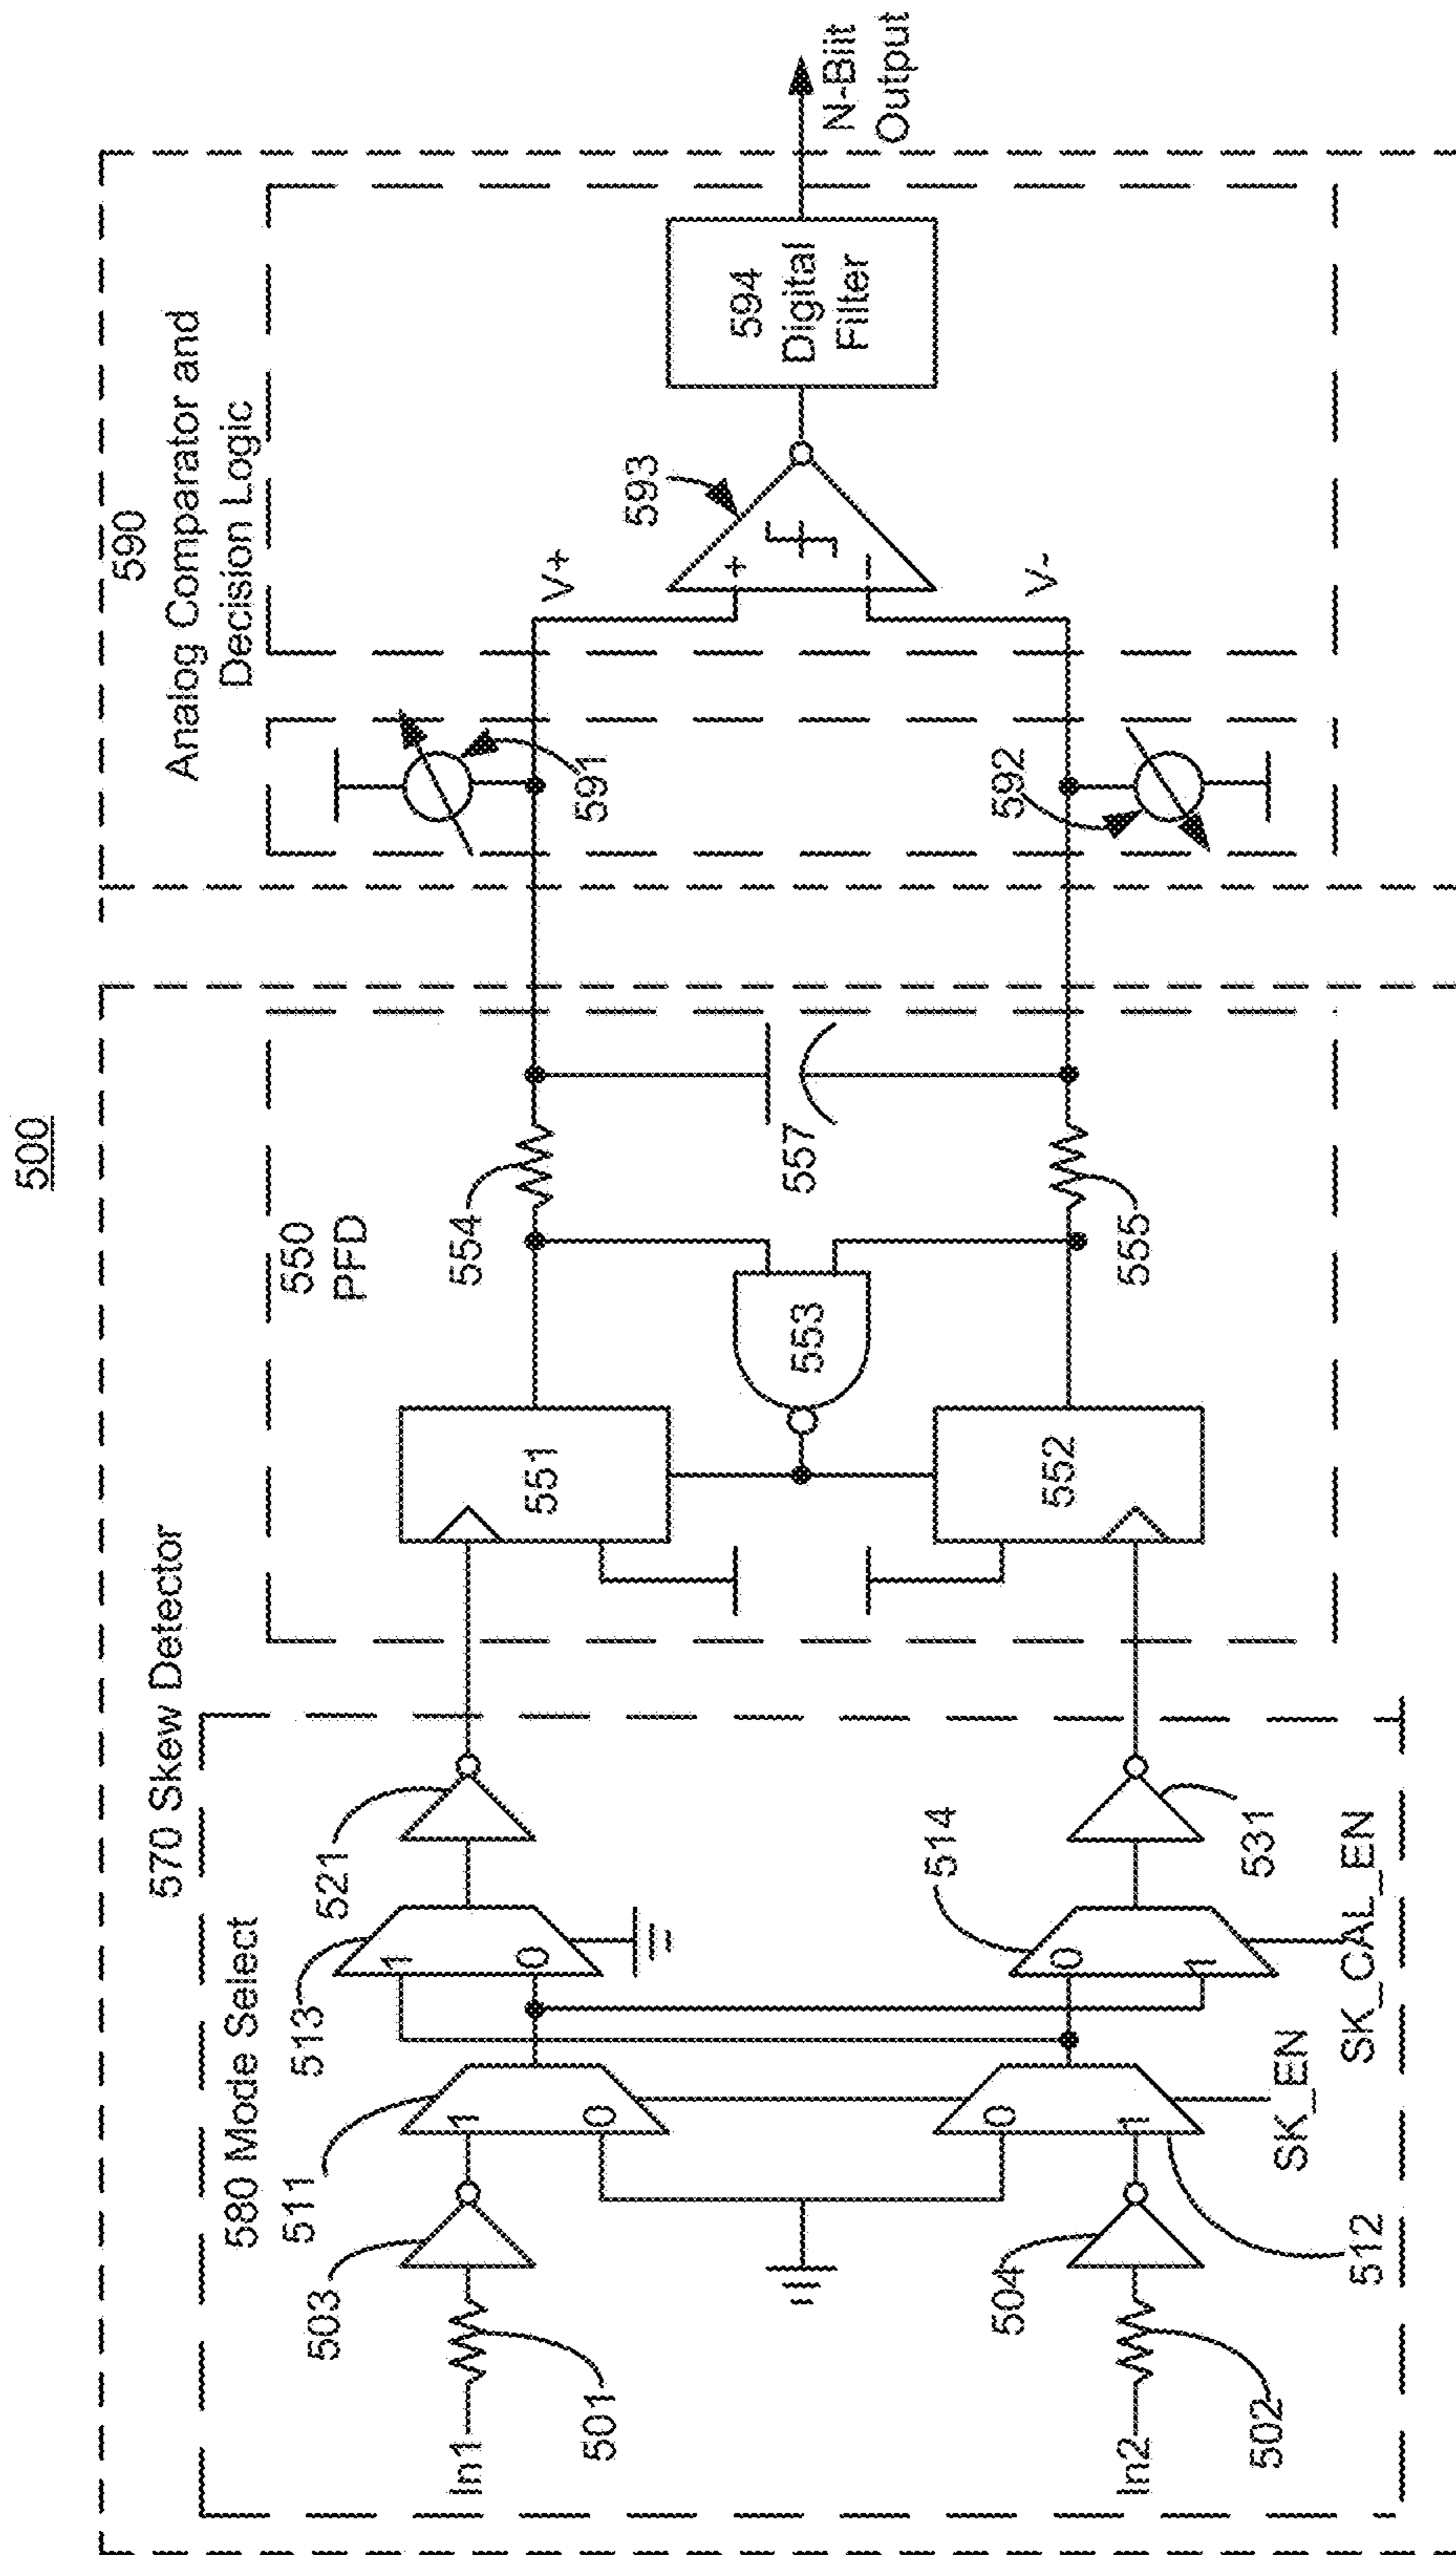 500
590
Analog Comparator and
Decision Logic
570 Skew Detector
580 Mode Select
550
PFD
In1
501
503
511
1
0
513
1
0
521
551
554
591
V+
593
+
−
594
Digital
Filter
N-Biit
Output
553
557
In2
502
504
512
0
1
514
0
1
531
552
555
592
V-
SK_EN
SK_CAL_EN